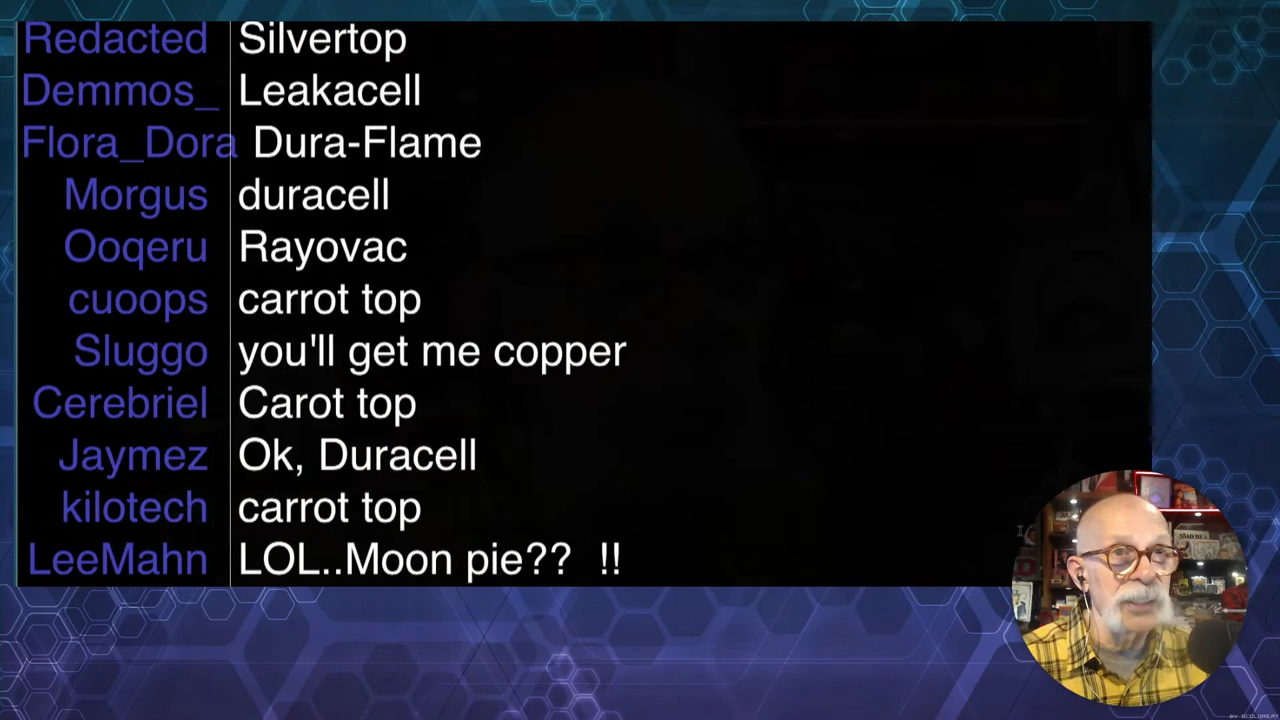 Redacted Silvertop
Demmos_ Leakacell
Flora_Dora Dura-Flame
Morgus duracell
Ooqeru Rayovac
cuoops carrot top
Sluggo you'll get me copper
Cerebriel Carot top
Jaymez Ok, Duracell
kilotech carrot top
LeeMahn LOL..Moon pie?? !!